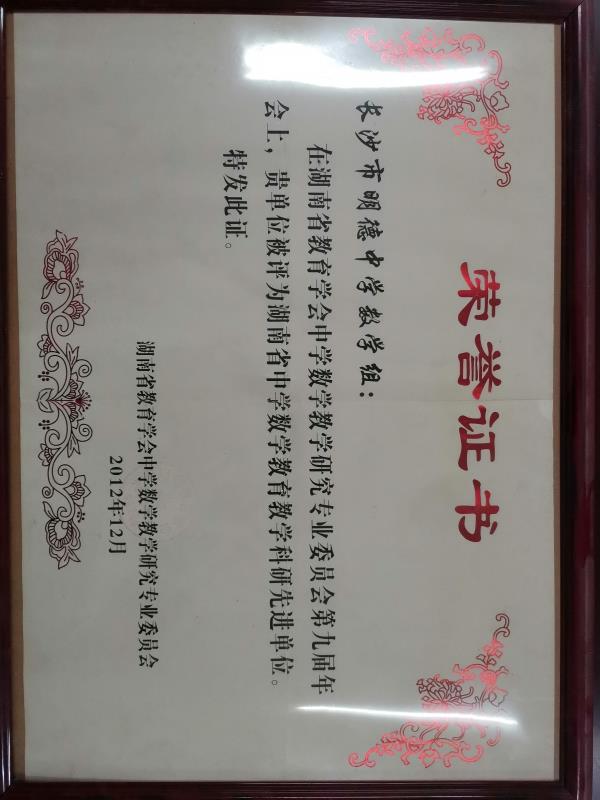 荣誉证书
长沙市明德中学数学组：
在湖南省教育学会中学数学教学研究专业委员会第九届年
会上，贵单位被评为湖南省中学数学教育教学科研先进单位。
特发此证。
湖南省教育学会中学数学教学研究专业委员会
2012年12月